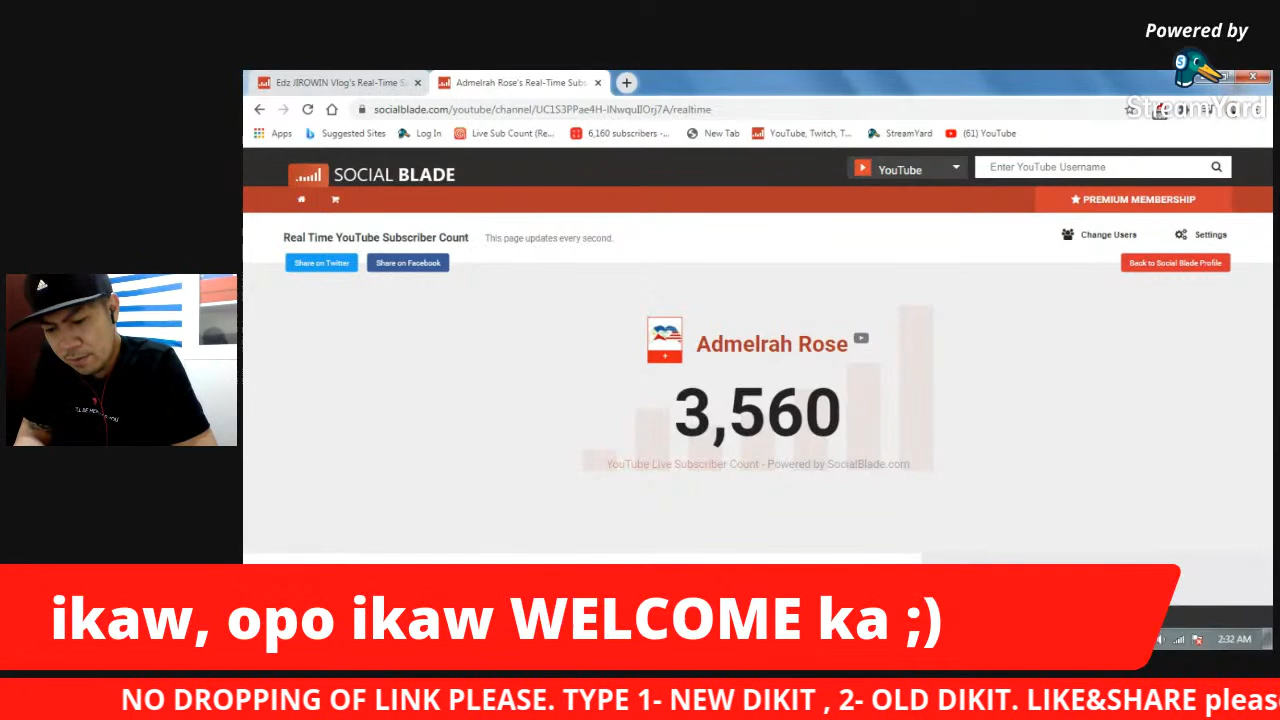 Powered by
StreamYard
Edz JIROWIN Vlog's Real-Time S
Admelrah Rose's Real-Time Subs
socialblade.com/youtube/channel/UC1S3PPae4H-INwquIIOrj7A/realtime
Apps
Suggested Sites
Log In
Live Sub Count (Re...
6,160 subscribers -...
New Tab
YouTube, Twitch, T...
StreamYard
(61) YouTube
SOCIAL BLADE
YouTube
Enter YouTube Username
PREMIUM MEMBERSHIP
Real Time YouTube Subscriber Count
This page updates every second.
Change Users
Settings
Share on Twitter
Share on Facebook
Back to Social Blade Profile
Admelrah Rose
3,560
YouTube Live Subscriber Count - Powered by SocialBlade.com
ikaw, opo ikaw WELCOME ka ;)
2:32 AM
NO DROPPING OF LINK PLEASE. TYPE 1- NEW DIKIT , 2- OLD DIKIT. LIKE&SHARE pleas